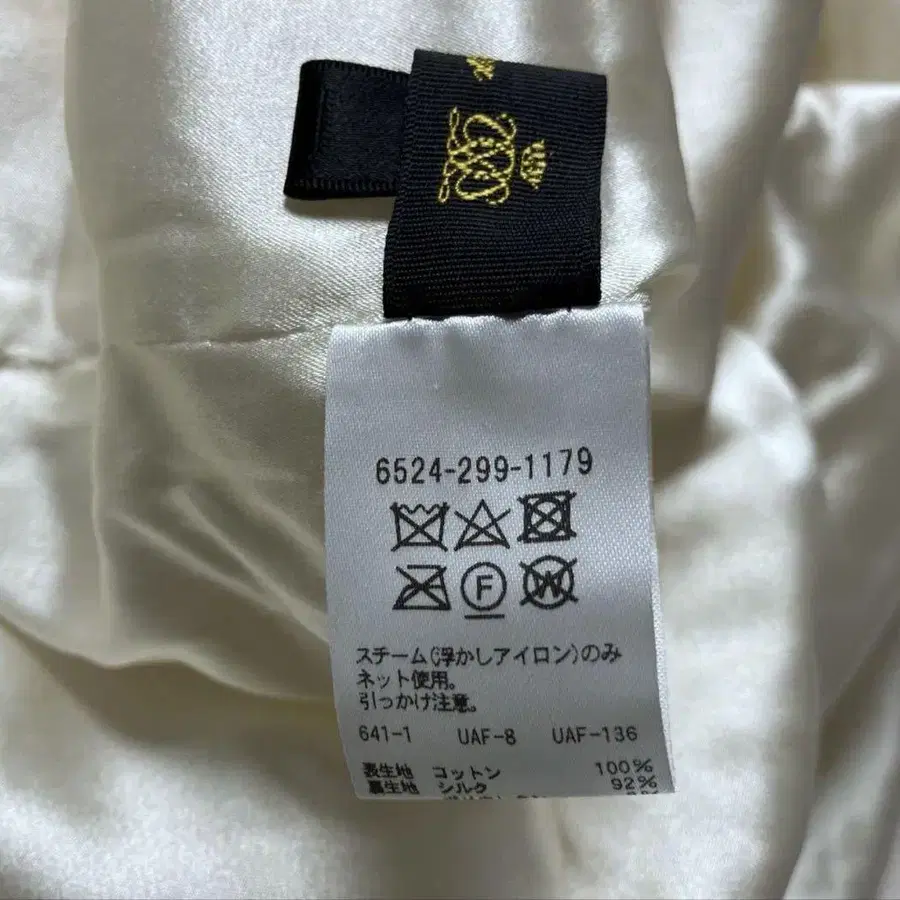 6524-299-1179
F
W
スチーム(浮かしアイロン)のみ
ネット使用。
引っかけ注意。
641-1 UAF-8 UAF-136
表生地 コットン 100%
裏生地 シルク 92%